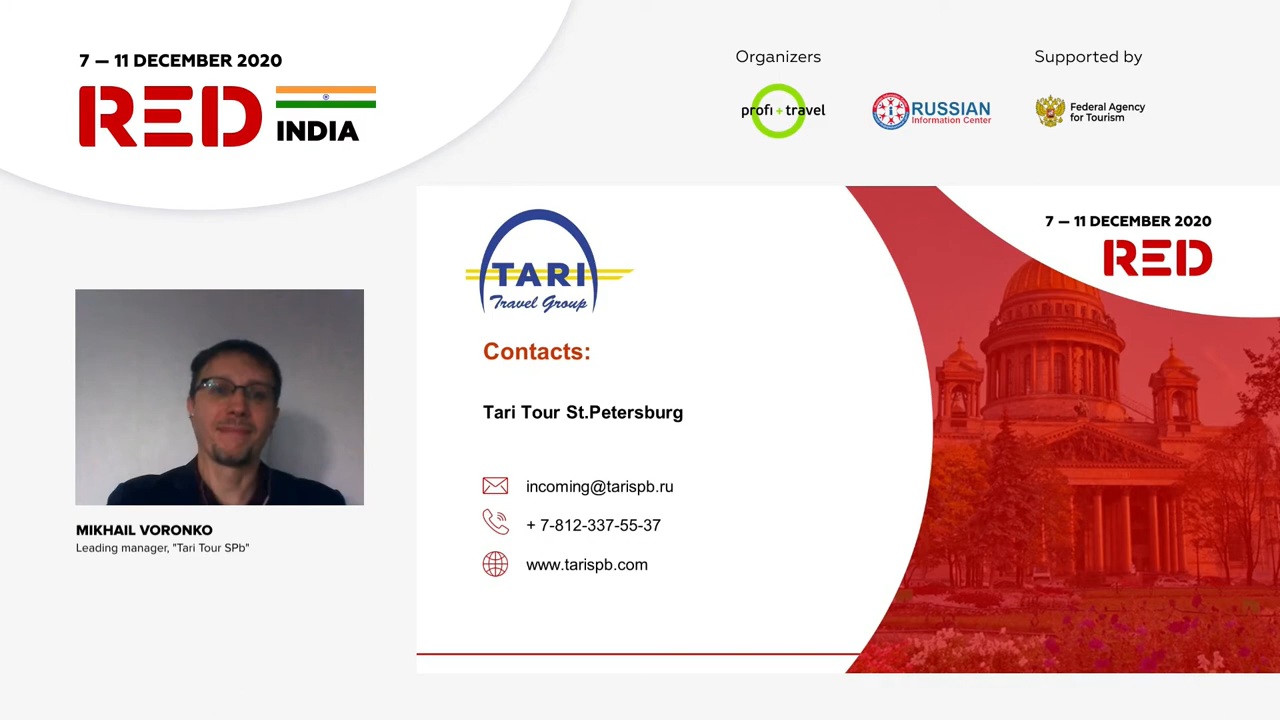 7 — 11 DECEMBER 2020
RED
INDIA
Organizers
profi + travel
RUSSIAN
Information Center
Supported by
Federal Agency
for Tourism
TARI
Travel Group
7 — 11 DECEMBER 2020
RED
Contacts:
Tari Tour St.Petersburg
incoming@tarispb.ru
+ 7-812-337-55-37
www.tarispb.com
MIKHAIL VORONKO
Leading manager, "Tari Tour SPb"